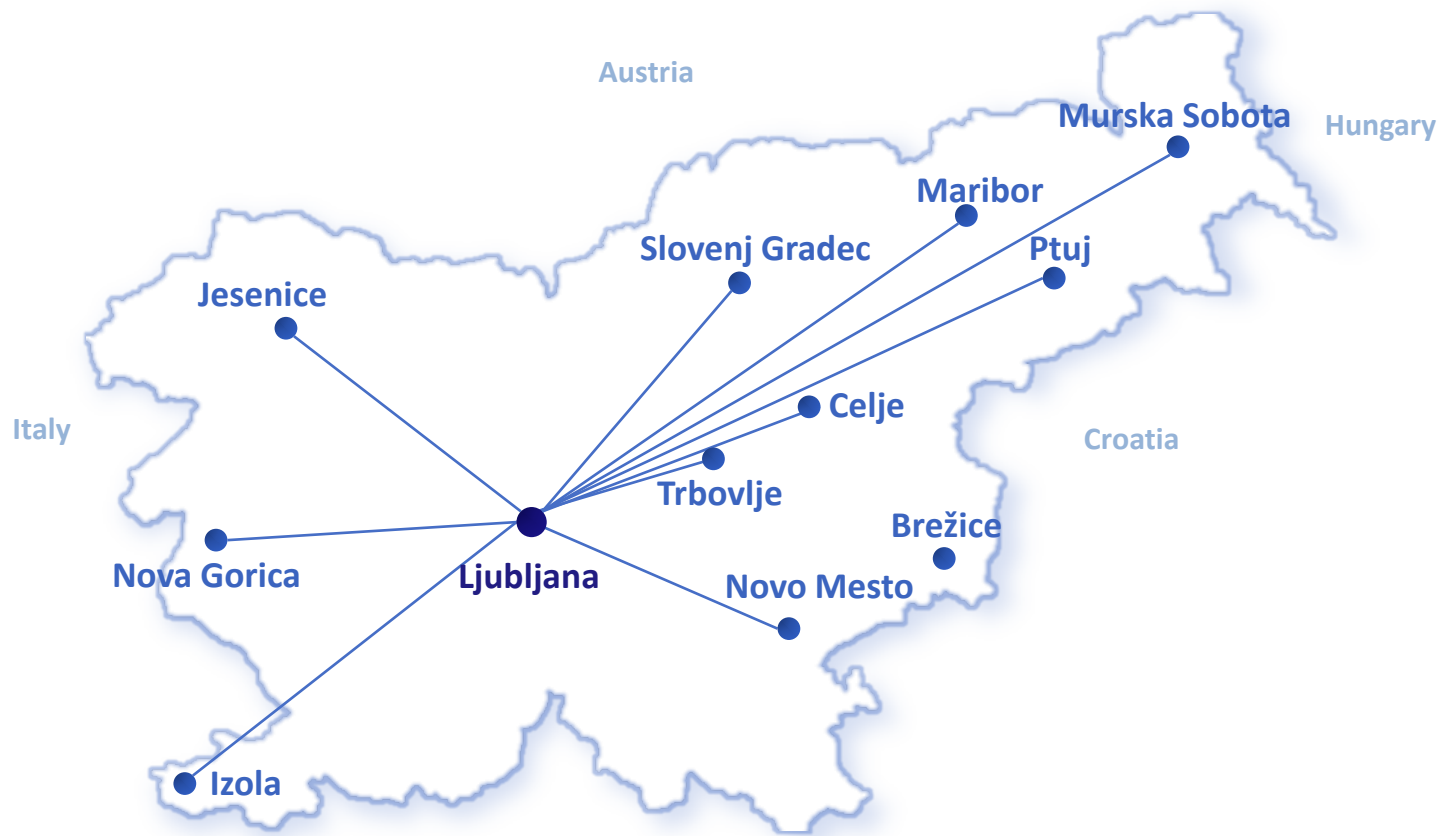 Austria
Murska Sobota
Hungary
Maribor
Slovenj Gradec
Ptuj
Jesenice
Celje
Italy
Croatia
Trbovlje
Brežice
Nova Gorica
Ljubljana
Novo Mesto
Izola